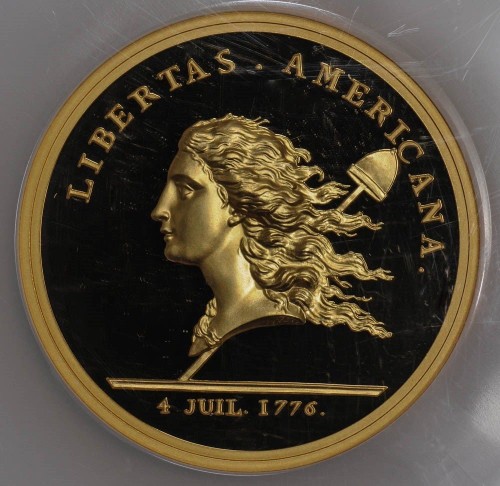 LIBERTAS . AMERICANA.
4 JUIL. 1776.